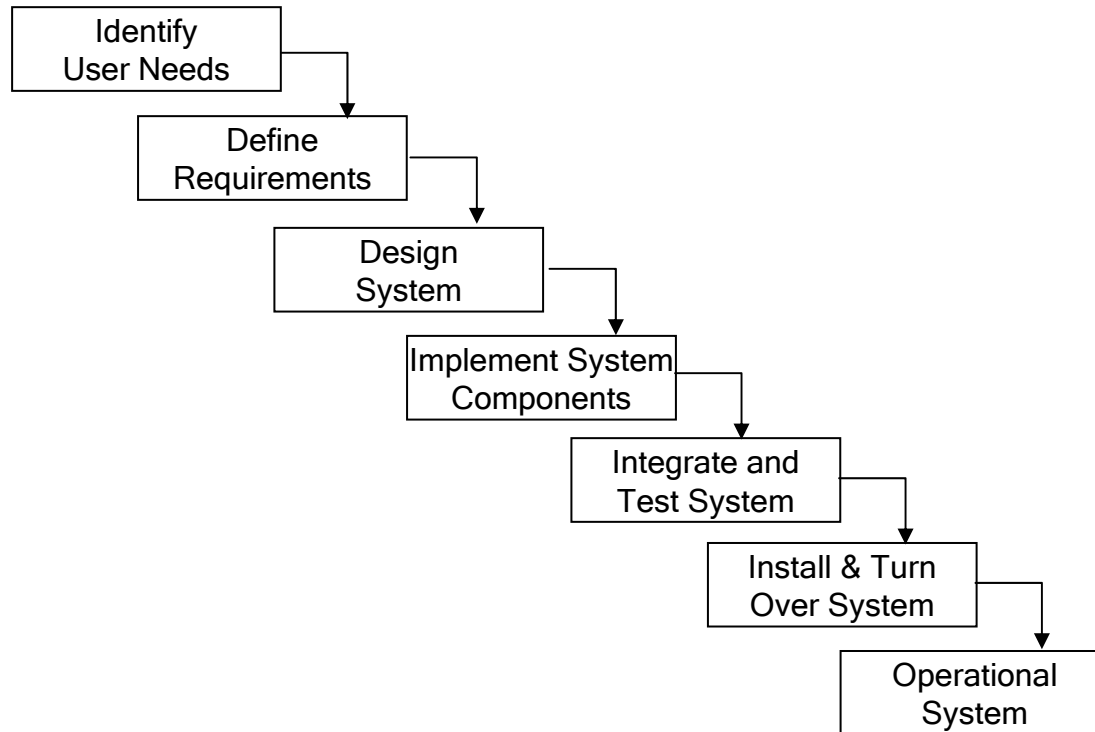 Identify
User Needs
Define
Requirements
Design
System
Implement System
Components
Integrate and
Test System
Install & Turn
Over System
Operational
System